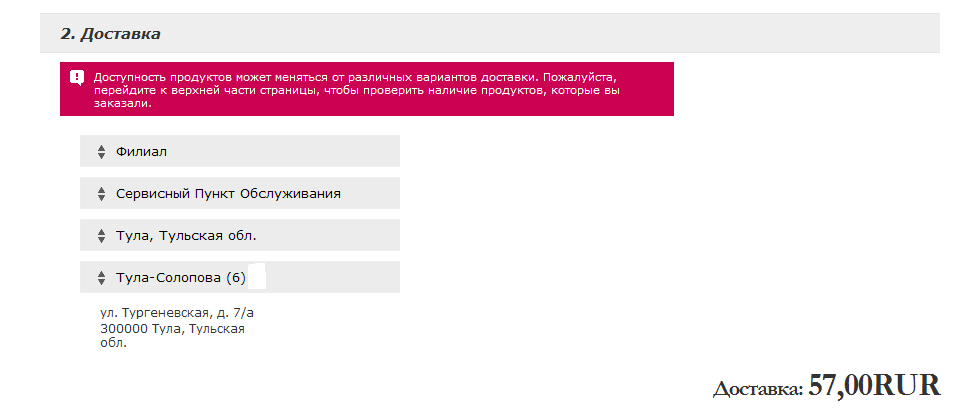 2. Доставка
Доступность продуктов может меняться от различных вариантов доставки. Пожалуйста,
перейдите к верхней части страницы, чтобы проверить наличие продуктов, которые вы
заказали.
Филиал
Сервисный Пункт Обслуживания
Тула, Тульская обл.
Тула-Солопова (6)
ул. Тургеневская, д. 7/а
300000 Тула, Тульская
обл.
Доставка: 57,00RUR